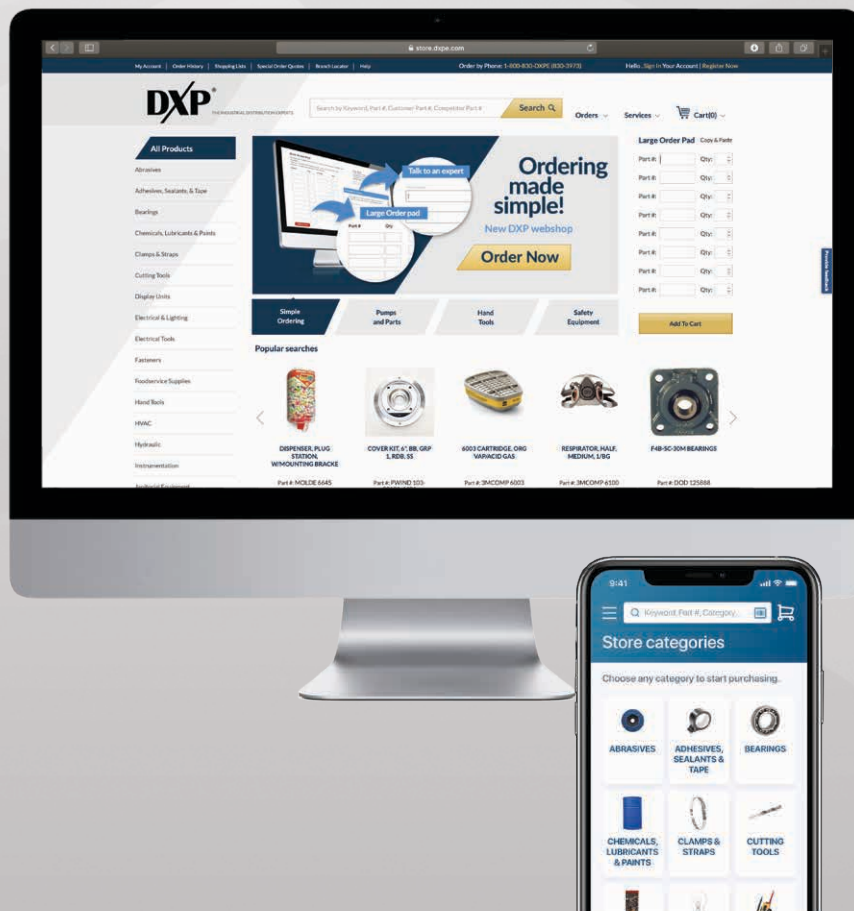 store.dxpe.com
My Account | Order History | Shopping Lists | Special Order Quotes | Branch Locator | Help
Order by Phone: 1-800-830-DXPE (830-3973)
Hello, Sign In Your Account | Register Now
DXP®
THE INDUSTRIAL DISTRIBUTION EXPERTS
Search by Keyword, Part #, Customer Part #, Competitor Part #
Search
Orders
Services
Cart(0)
All Products
Abrasives
Adhesives, Sealants, & Tape
Bearings
Chemicals, Lubricants & Paints
Clamps & Straps
Cutting Tools
Display Units
Electrical & Lighting
Electrical Tools
Fasteners
Foodservice Supplies
Hand Tools
HVAC
Hydraulic
Instrumentation
Janitorial Equipment
Talk to an expert
Large Order pad
Part # Qty
Ordering
made
simple!
New DXP webshop
Order Now
Large Order Pad Copy & Paste
Part #: Qty:
Part #: Qty:
Part #: Qty:
Part #: Qty:
Part #: Qty:
Part #: Qty:
Part #: Qty:
Part #: Qty:
Add To Cart
Provide feedback
Simple
Ordering
Pumps
and Parts
Hand
Tools
Safety
Equipment
Popular searches
DISPENSER, PLUG
STATION,
W/MOUNTING BRACKE
Part #: MOLDE 6645
COVER KIT, 6", BB, GRP
1, RDB, SS
Part #: PWIND 103-
6003 CARTRIDGE, ORG
VAP/ACID GAS
Part #: 3MCOMP 6003
RESPIRATOR, HALF,
MEDIUM, 1/BG
Part #: 3MCOMP 6100
F4B-SC-30M BEARINGS
Part #: DOD 125888
9:41
Keyword, Part #, Category,
Store categories
Choose any category to start purchasing.
ABRASIVES
ADHESIVES,
SEALANTS &
TAPE
BEARINGS
CHEMICALS,
LUBRICANTS
& PAINTS
CLAMPS &
STRAPS
CUTTING
TOOLS